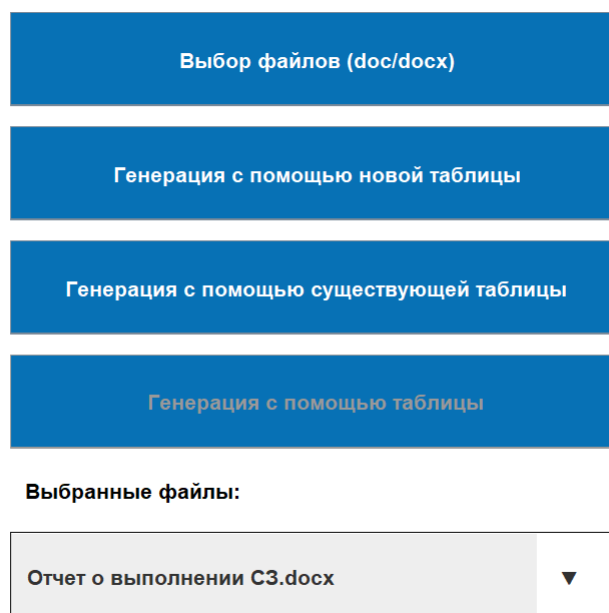 Выбор файлов (doc/docx)
Генерация с помощью новой таблицы
Генерация с помощью существующей таблицы
Генерация с помощью таблицы
Выбранные файлы:
Отчет о выполнении СЗ.docx